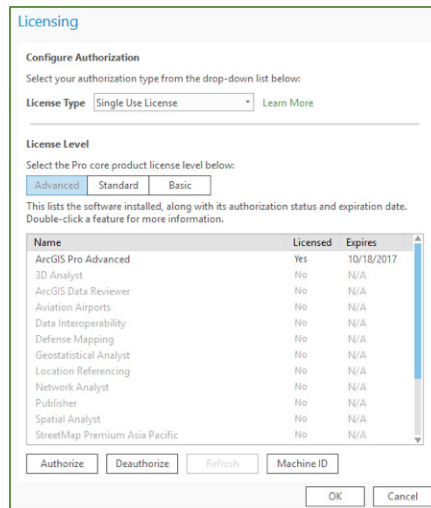 Licensing
Configure Authorization
Select your authorization type from the drop-down list below:
License Type Single Use License Learn More
License Level
Select the Pro core product license level below:
Advanced Standard Basic
This lists the software installed, along with its authorization status and expiration date.
Double-click a feature for more information.
Name Licensed Expires
ArcGIS Pro Advanced Yes 10/18/2017
3D Analyst No N/A
ArcGIS Data Reviewer No N/A
Aviation Airports No N/A
Data Interoperability No N/A
Defense Mapping No N/A
Geostatistical Analyst No N/A
Location Referencing No N/A
Network Analyst No N/A
Publisher No N/A
Spatial Analyst No N/A
StreetMap Premium Asia Pacific No N/A
Authorize Deauthorize Refresh Machine ID
OK Cancel